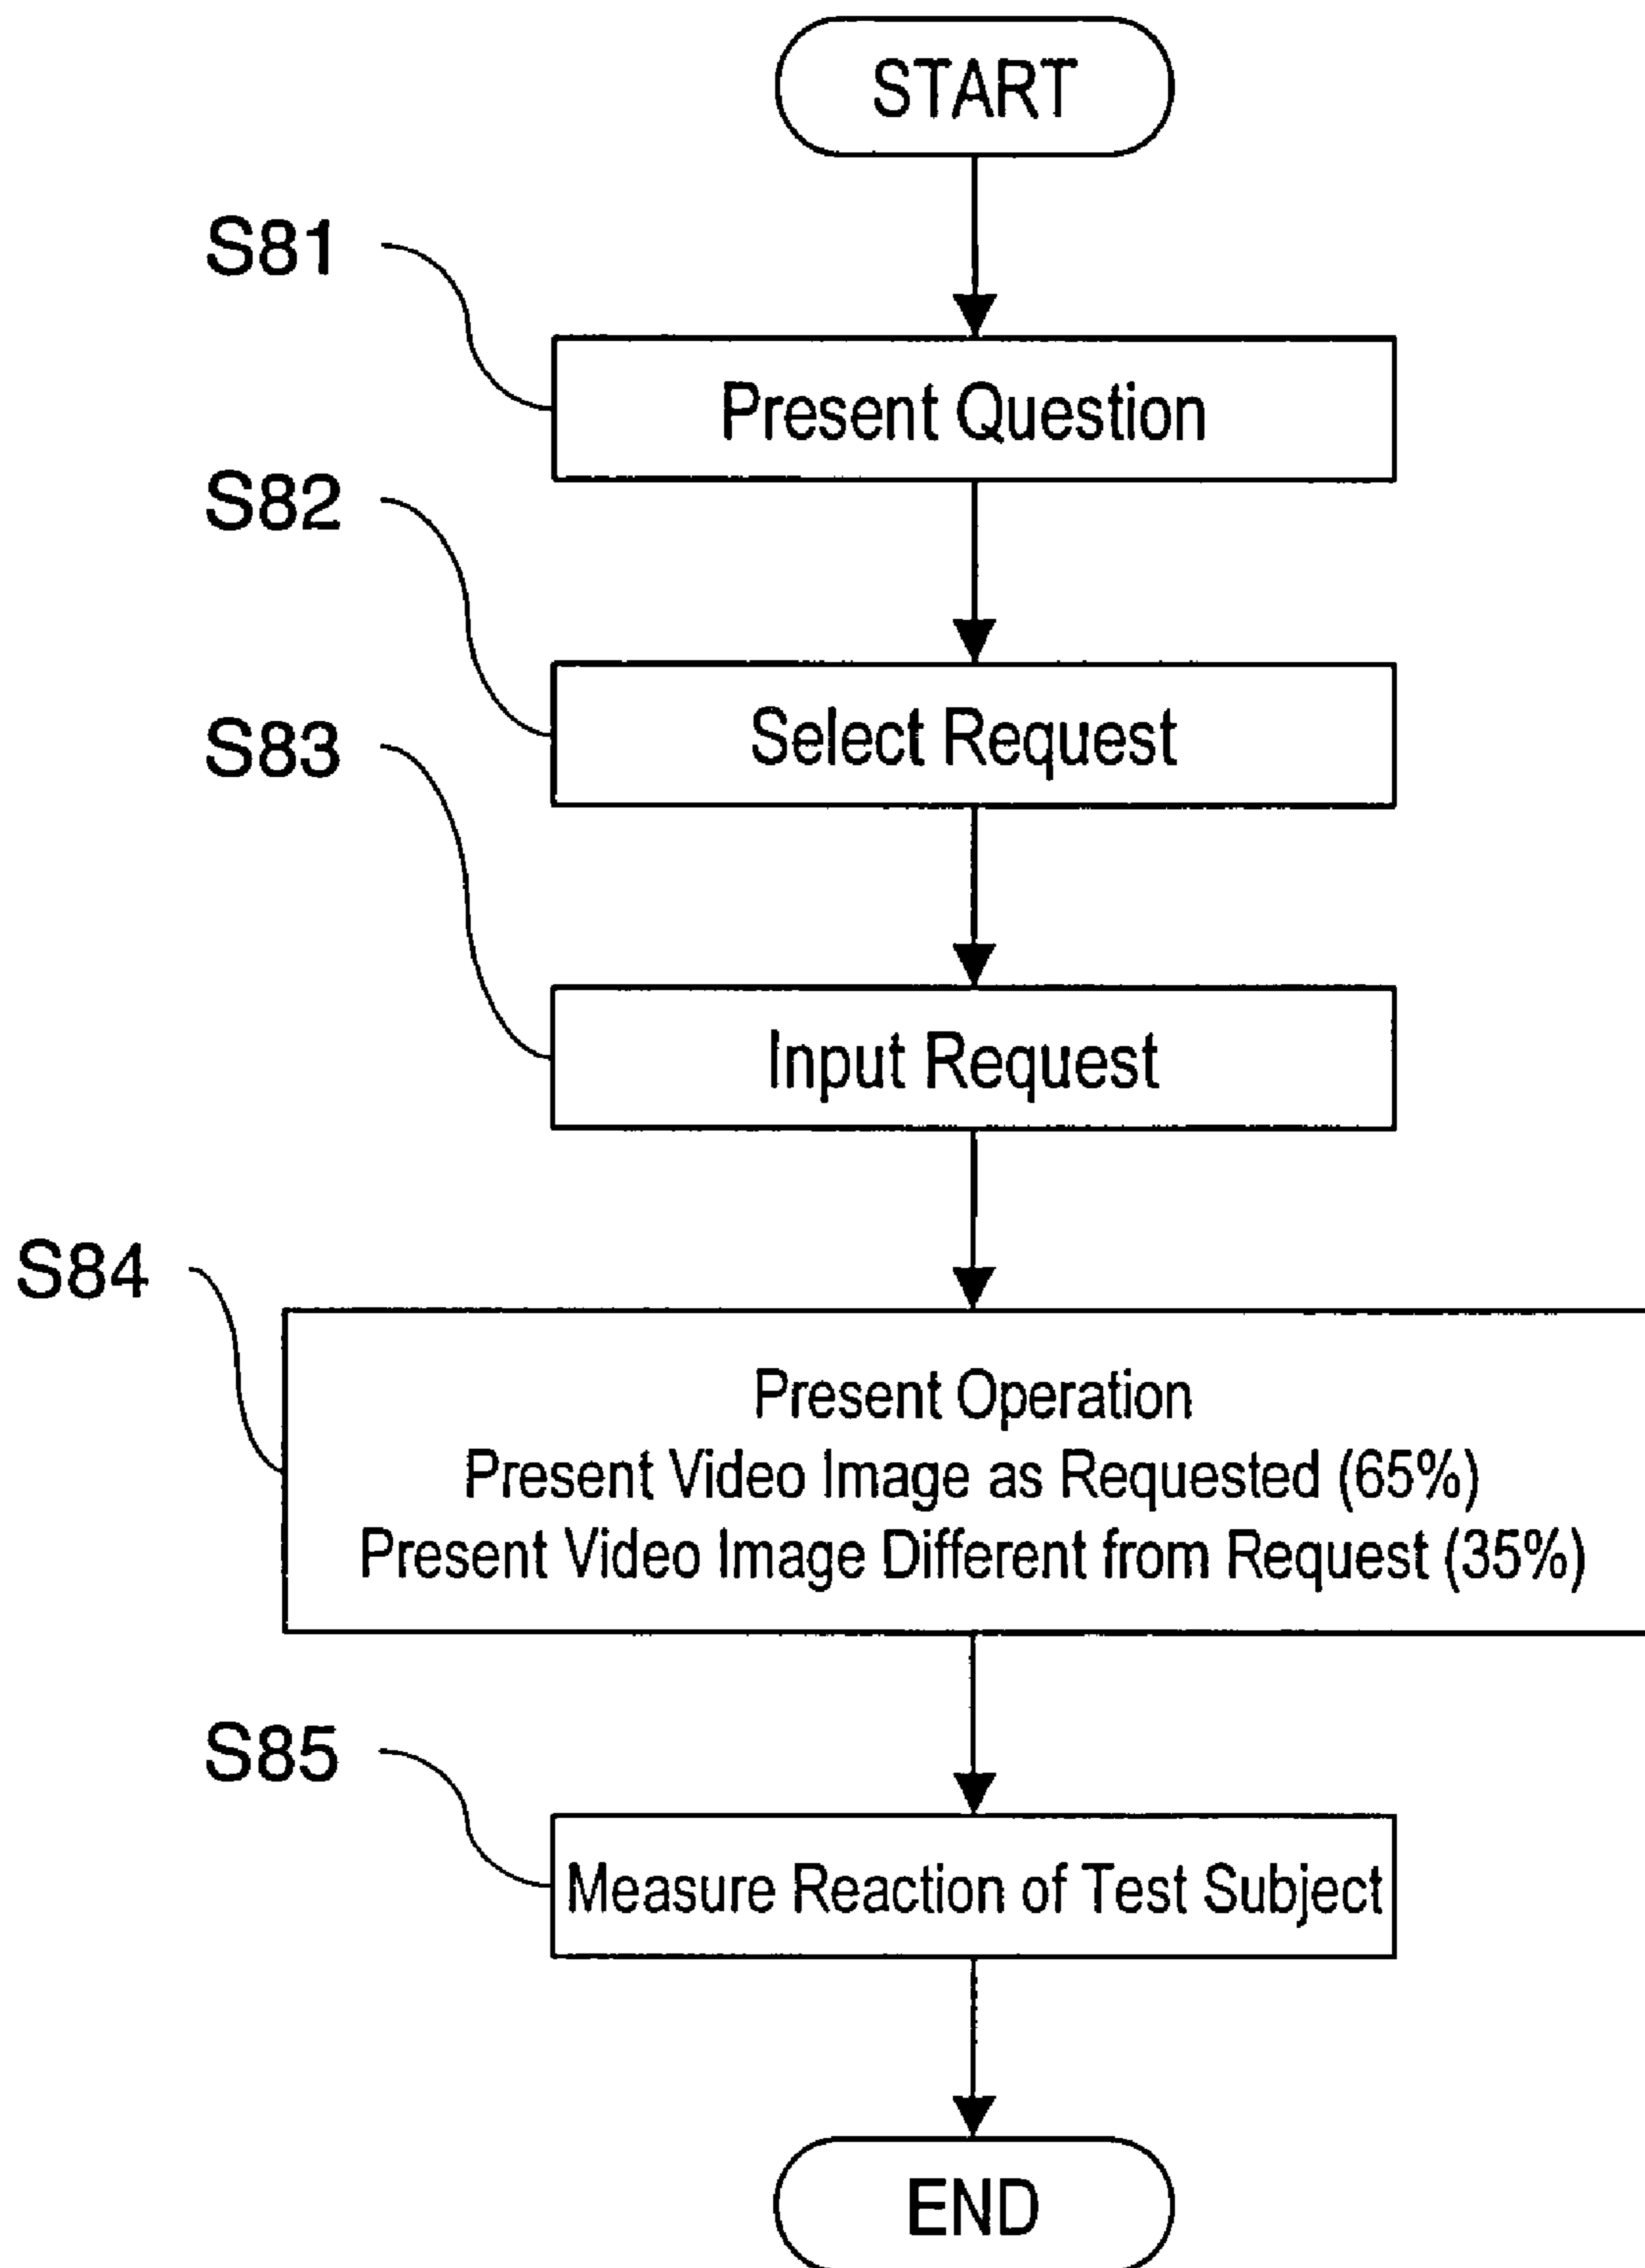 START
S81
Present Question
S82
Select Request
S83
Input Request
S84
Present Operation
Present Video Image as Requested (65%)
Present Video Image Different from Request (35%)
S85
Measure Reaction of Test Subject
END